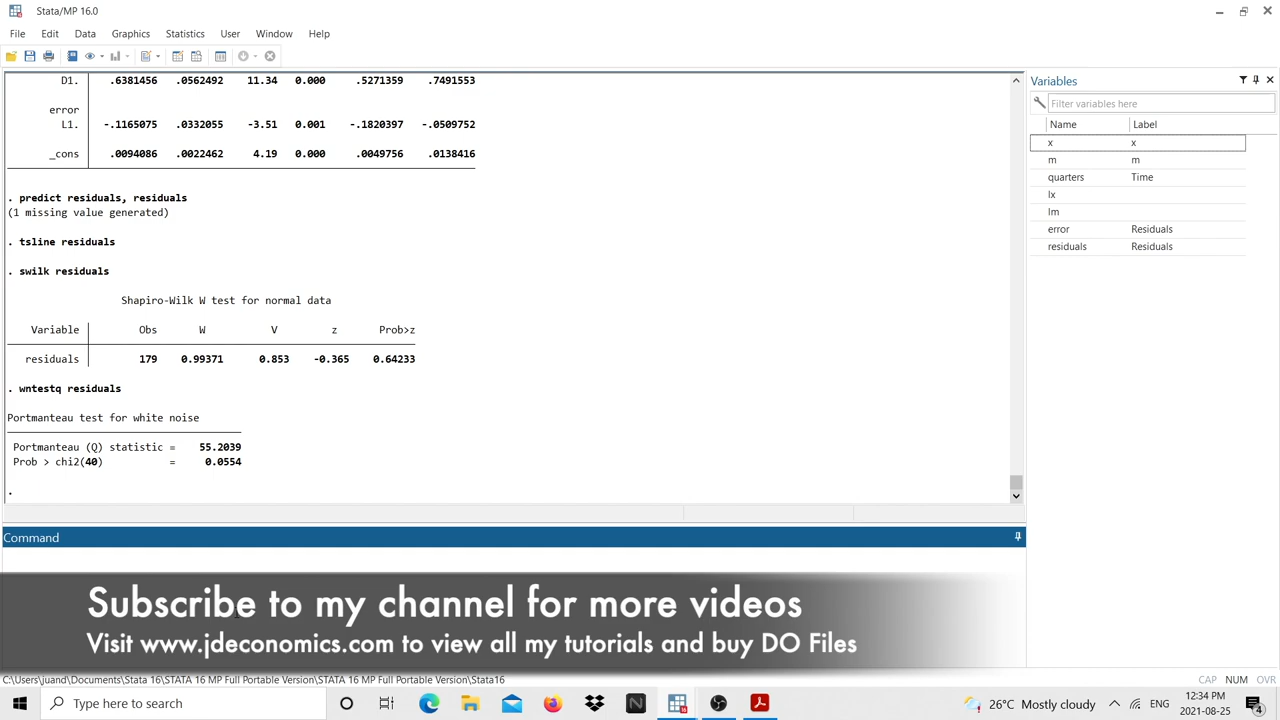 Stata/MP 16.0
File Edit Data Graphics Statistics User Window Help
D1. .6381456 .0562492 11.34 0.000 .5271359 .7491553
error
L1. -.1165075 .0332055 -3.51 0.001 -.1820397 -.0509752
_cons .0094086 .0022462 4.19 0.000 .0049756 .0138416
. predict residuals, residuals
(1 missing value generated)
. tsline residuals
. swilk residuals
Shapiro-Wilk W test for normal data
Variable Obs W V z Prob>z
residuals 179 0.99371 0.853 -0.365 0.64233
. wntestq residuals
Portmanteau test for white noise
Portmanteau (Q) statistic = 55.2039
Prob > chi2(40) = 0.0554
.
Variables
Filter variables here
Name Label
x x
m m
quarters Time
lx
lm
error Residuals
residuals Residuals
Command
Subscribe to my channel for more videos
Visit www.jdeconomics.com to view all my tutorials and buy DO Files
C:\Users\juand\Documents\Stata 16\STATA 16 MP Full Portable Version\STATA 16 MP Full Portable Version\Stata16
CAP NUM OVR
Type here to search
26°C Mostly cloudy
ENG
12:34 PM
2021-08-25
4